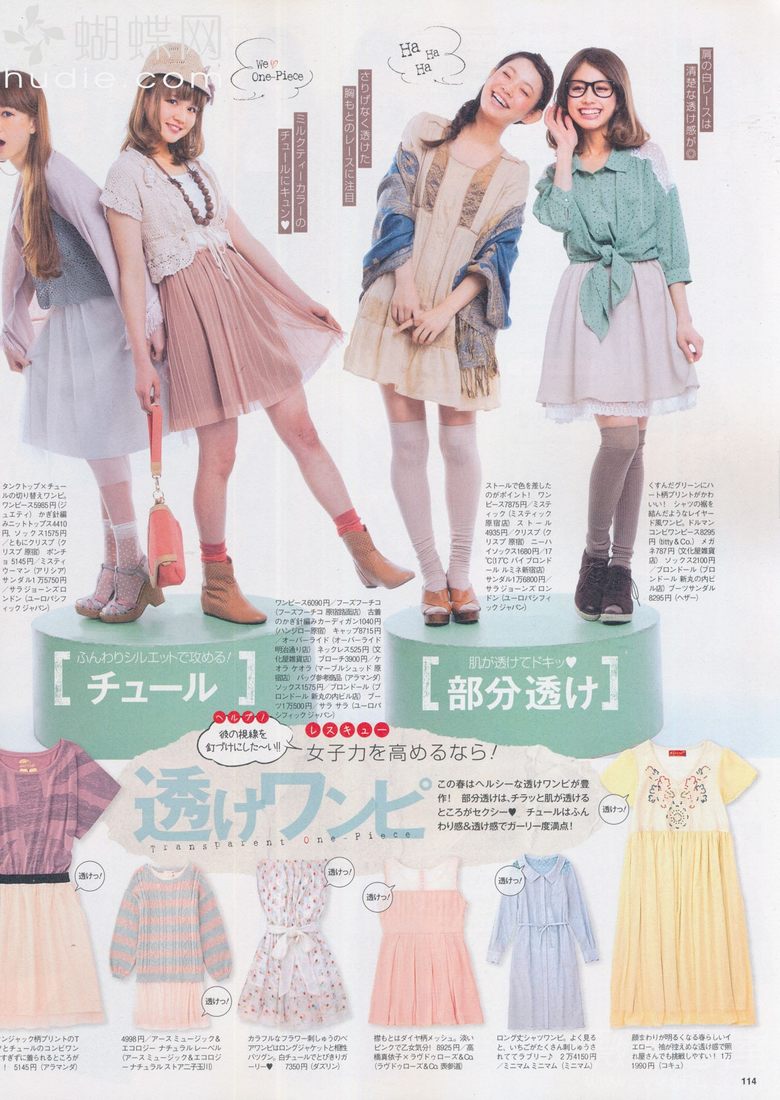 蝴蝶网
hudie.com
We♡
One-Piece
Ha Ha
Ha
肩の白レースは
清楚な透け感が◎
さりげなく透けた
胸もとのレースに注目
ミルクティーカラーの
チュールにキュン♥
タンクトップ×チュー
ルの切り替えワンピ。
ワンピース5985円(ジ
ュエティ) かぎ針編
みニットトップス4410
円、ソックス1575円
/ともにクリスプ(ク
リスプ 原宿) ポンチ
ョ 5145円/ミスティ
ウーマン(アリシア)
サンダル1万5750円
/サラジョーンズ ロ
ンドン(ユーロパシ
フィック ジャパン)
ワンピース6090円/フーズフーチコ
(フーズフーチコ 原宿路面店) 古着
のかぎ針編みカーディガン1040円
(ハンジロー原宿) キャップ8715円
/オーバーライド(オーバーライド
明治通り店) ネックレス525円(文
化屋雑貨店) ブローチ3900円/ケ
オラ ケオラ(マーブルシュッド 原宿
店) バッグ参考商品(アラマンダ)
ソックス1575円/ブロンドール(ブ
ロンドール 新丸の内ビル店) ブー
ツ1万500円/サラ サラ(ユーロパ
シフィック ジャパン)
ストールで色を差した
のがポイント! ワン
ピース7875円/ミステ
ィック(ミスティック
原宿店) ストール
4935円/クリスプ(ク
リスプ 原宿) ニーハ
イソックス1680円/17
℃(17℃ バイ ブロンド
ール ルミネ新宿店)
サンダル1万6800円/
サラジョーンズ ロン
ドン(ユーロパシフィ
ック ジャパン)
くすんだグリーンにハ
ート柄プリントがかわ
いい! シャツの裾を
結んだようなレイヤー
ド風ワンピ。ドルマン
コンビワンピース8295
円(titty&Co.) メガ
ネ787円(文化屋雑貨
店) ソックス2100円
/ブロンドール(ブロ
ンドール 新丸の内ビ
ル店) ブーツサンダル
8295円(ヘザー)
ふんわりシルエットで攻める!
[チュール]
肌が透けてドキッ♥
[部分透け]
ヘルプ!
彼の視線を
釘づけにした〜い!!
レスキュー
女子力を高めるなら!
透けワンピ
Transparent One-Piece
この春はヘルシーな透けワンピが豊
作! 部分透けは、チラッと肌が透ける
ところがセクシー♥ チュールはふん
わり感&透け感でガーリー度満点!
透けっ!
透けっ!
透けっ!
透けっ!
透けっ!
透けっ!
ンジャック柄プリントのT
ツとチュールのコンビワン
すぎずに着られるところが
! 5145円(アラマンダ)
4998円/アース ミュージック&
エコロジー ナチュラル レーベル
(アース ミュージック&エコロジ
ー ナチュラル ストア二子玉川)
カラフルなフラワー刺しゅうのベ
アワンピはロングジャケットと相性
バツグン。白チュールでとびきりガ
ーリー♥ 7350円(ダズリン)
襟もとはダイヤ柄メッシュ。淡い
ピンクで乙女気分! 8925円/高
橋真依子×ラヴドゥローズ&Co.
(ラヴドゥローズ&Co. 表参道)
ロング丈シャツワンピ。よく見る
と、いちごがたくさん刺しゅうされ
ててラブリー♪ 2万4150円/
ミニマム ミニマム(ミニマム)
顔まわりが明るくなる春らしいイ
エロー。袖が控えめな透け感で照
れ屋さんでも挑戦しやすい! 1万
1990円(コキュ)
114